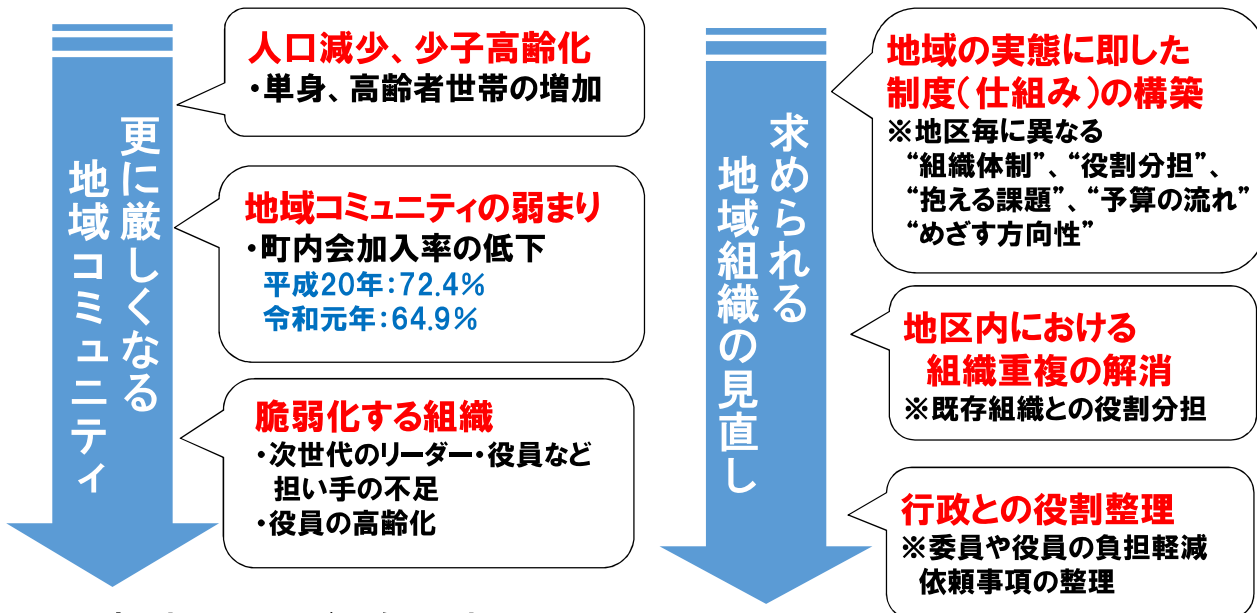 更に厳しくなる
地域コミュニティ
人口減少、少子高齢化
・単身、高齢者世帯の増加
地域コミュニティの弱まり
・町内会加入率の低下
平成20年：72.4%
令和元年：64.9%
脆弱化する組織
・次世代のリーダー・役員など
担い手の不足
・役員の高齢化
求められる
地域組織の見直し
地域の実態に即した
制度（仕組み）の構築
※地区毎に異なる
“組織体制”、“役割分担”、
“抱える課題”、“予算の流れ”
“めざす方向性”
地区内における
組織重複の解消
※既存組織との役割分担
行政との役割整理
※委員や役員の負担軽減
依頼事項の整理